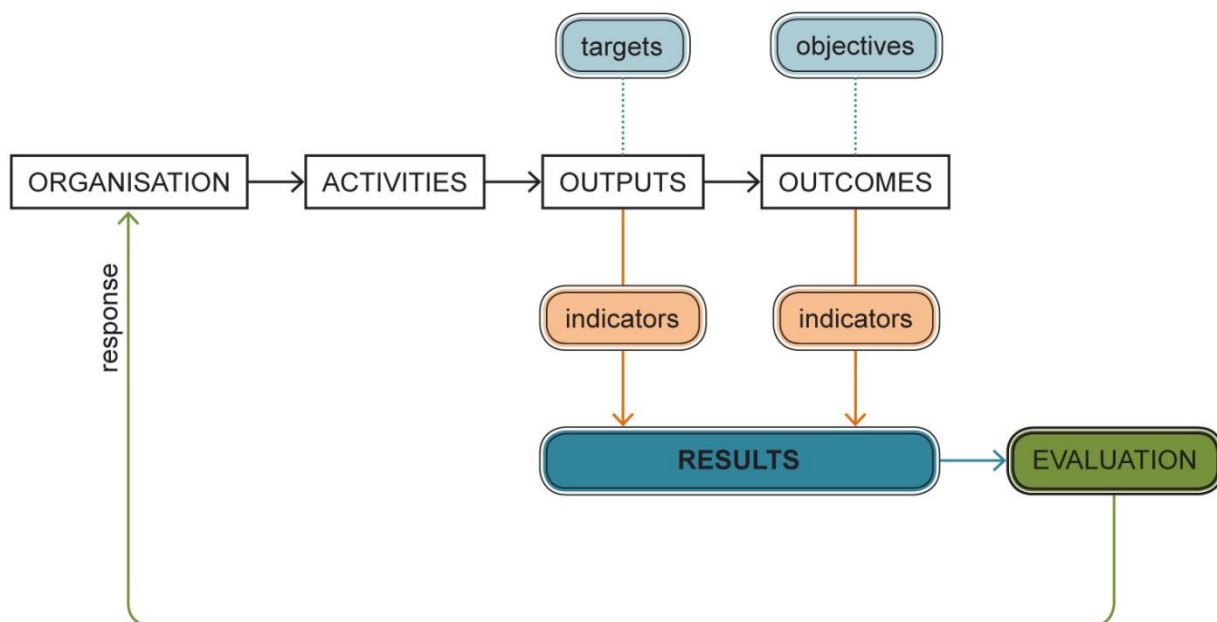 targets
objectives
ORGANISATION
ACTIVITIES
OUTPUTS
OUTCOMES
response
indicators
indicators
RESULTS
EVALUATION